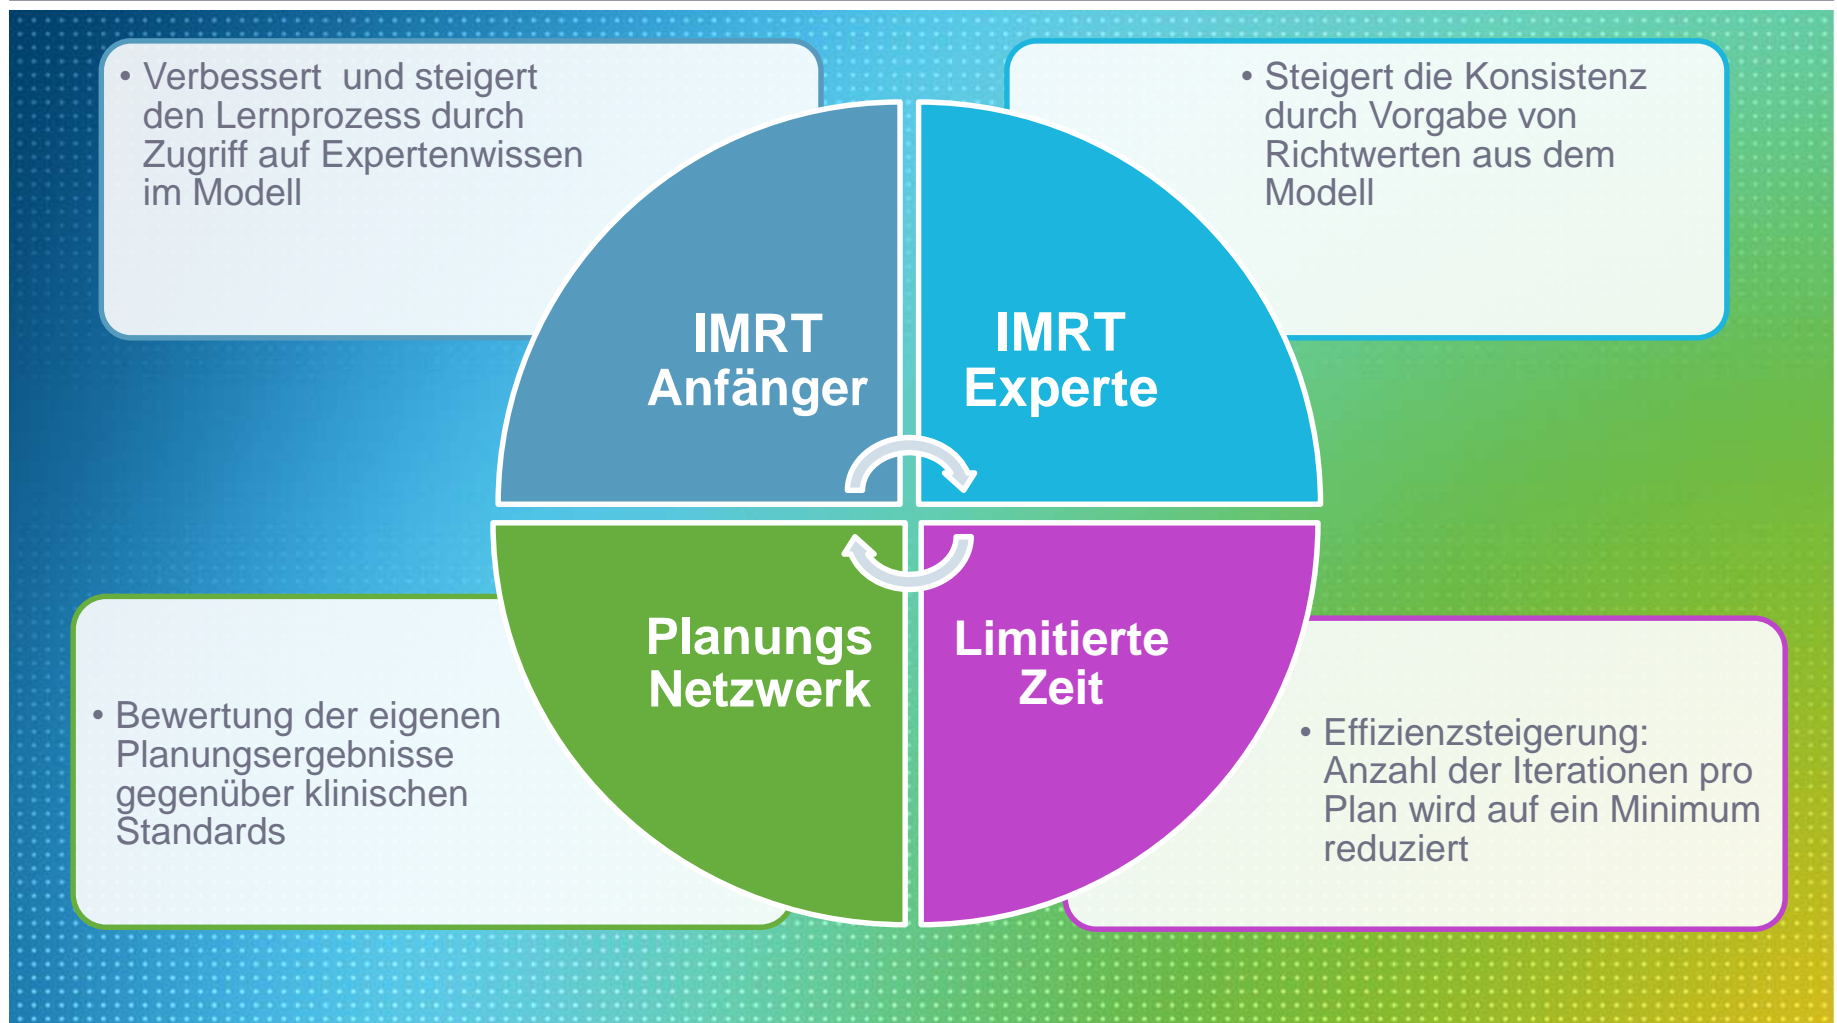 • Verbessert  und steigert
den Lernprozess durch
Zugriff auf Expertenwissen
im Modell
• Steigert die Konsistenz
durch Vorgabe von
Richtwerten aus dem
Modell
IMRT
Anfänger
IMRT
Experte
Planungs
Netzwerk
Limitierte
Zeit
• Bewertung der eigenen
Planungsergebnisse
gegenüber klinischen
Standards
• Effizienzsteigerung:
Anzahl der Iterationen pro
Plan wird auf ein Minimum
reduziert